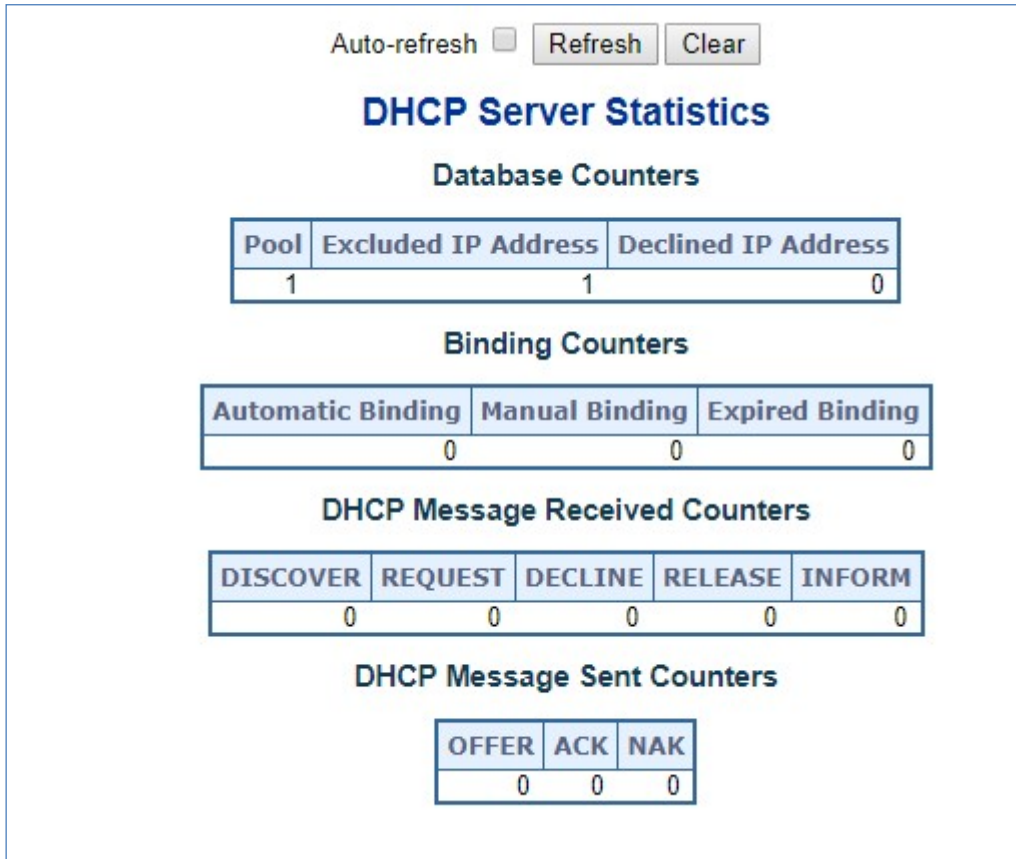 Auto-refresh Refresh Clear
DHCP Server Statistics
Database Counters
Pool Excluded IP Address Declined IP Address
1 1 0
Binding Counters
Automatic Binding Manual Binding Expired Binding
0 0 0
DHCP Message Received Counters
DISCOVER REQUEST DECLINE RELEASE INFORM
0 0 0 0 0
DHCP Message Sent Counters
OFFER ACK NAK
0 0 0